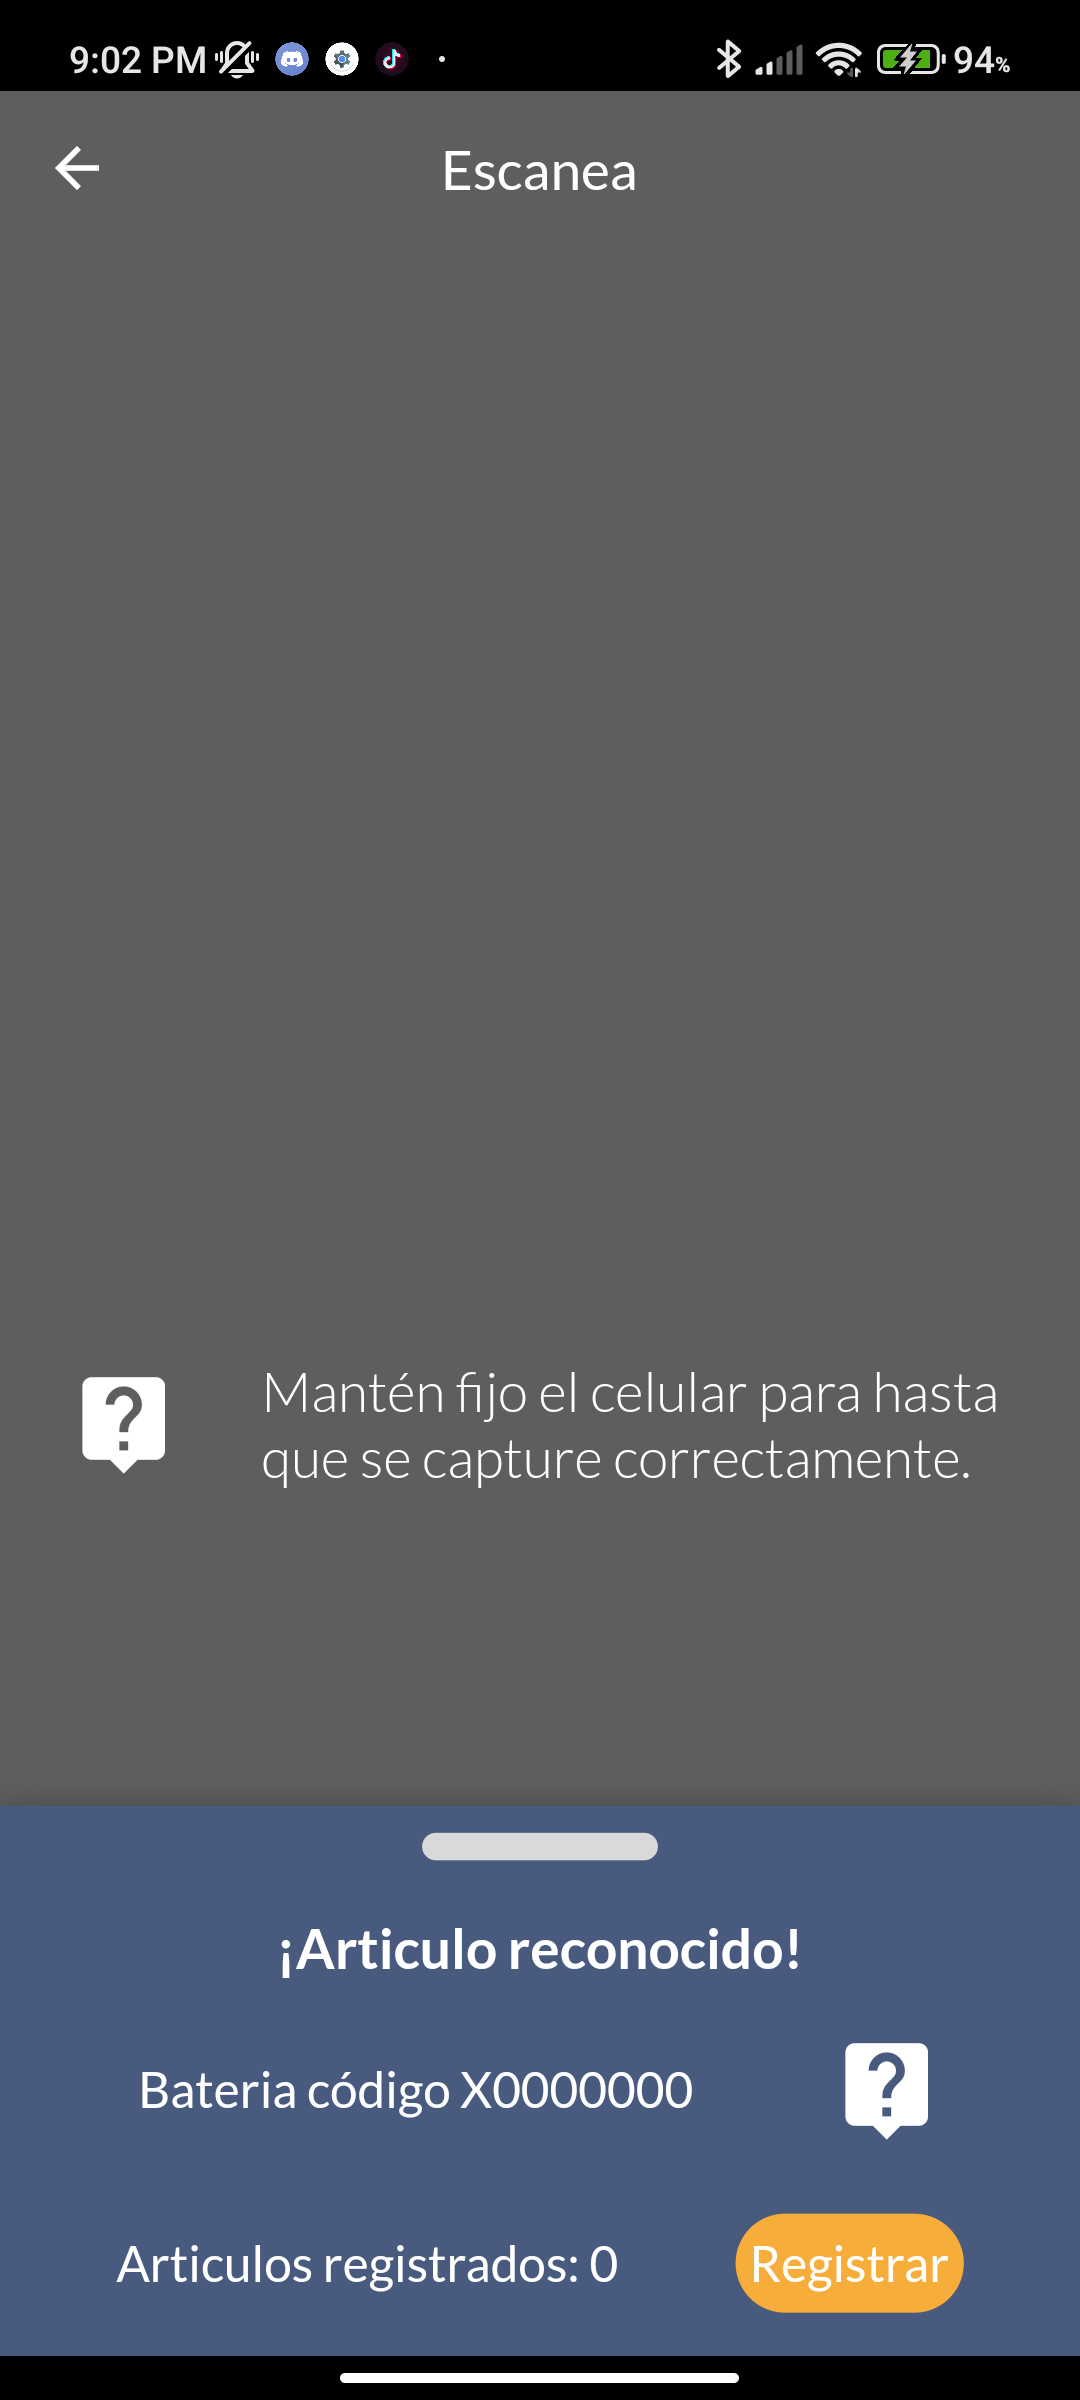 9:02 PM
94%
Escanea
Mantén fijo el celular para hasta
que se capture correctamente.
¡Articulo reconocido!
Bateria código X0000000
Articulos registrados: 0
Registrar